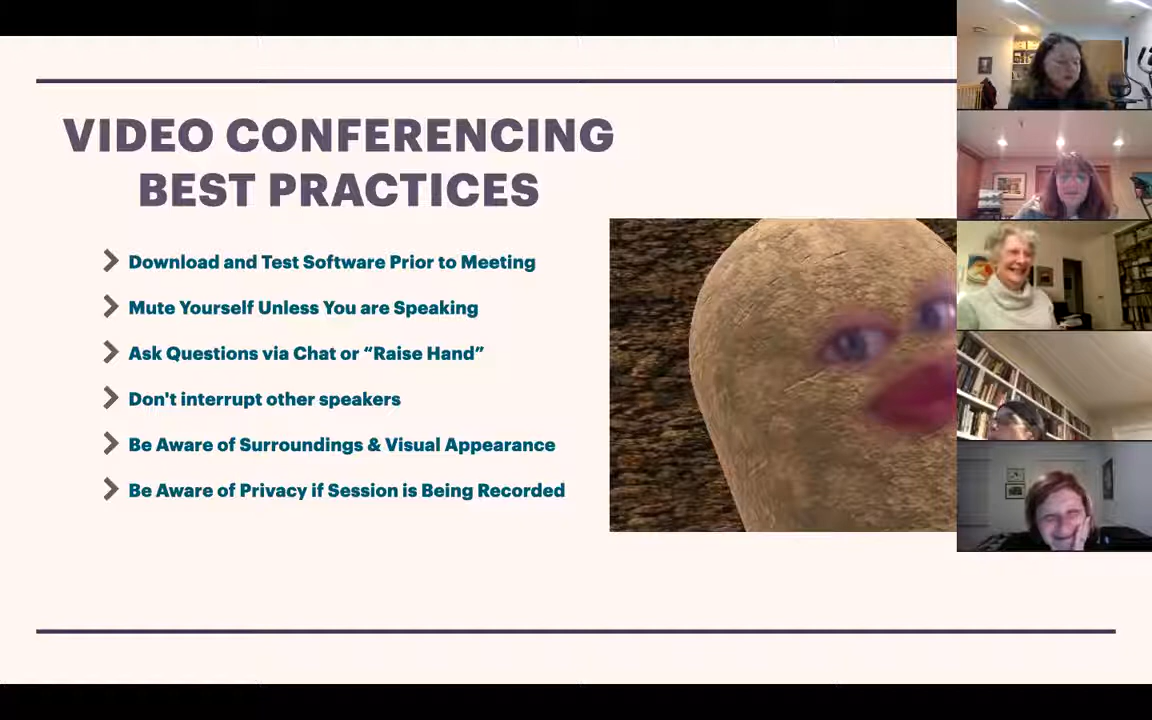 VIDEO CONFERENCING
BEST PRACTICES
Download and Test Software Prior to Meeting
Mute Yourself Unless You are Speaking
Ask Questions via Chat or “Raise Hand”
Don't interrupt other speakers
Be Aware of Surroundings & Visual Appearance
Be Aware of Privacy if Session is Being Recorded